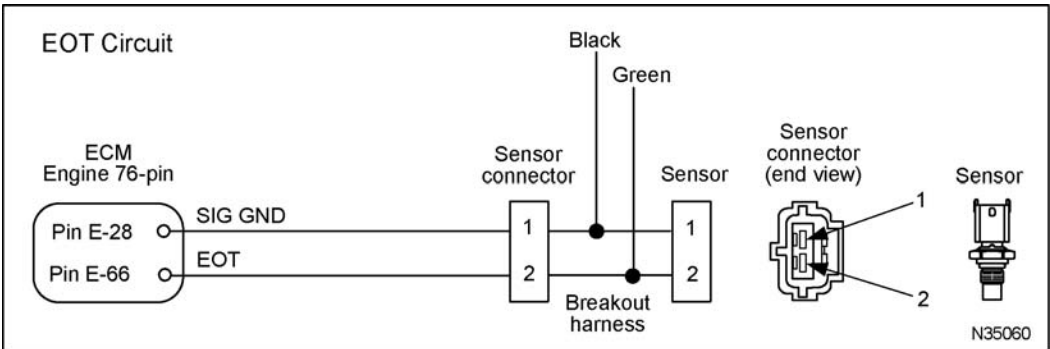 EOT Circuit
Black
Green
ECM
Engine 76-pin
Sensor
connector
Sensor
Sensor
connector
(end view)
Sensor
Pin E-28
SIG GND
1
1
1
Pin E-66
EOT
2
2
2
Breakout
harness
N35060